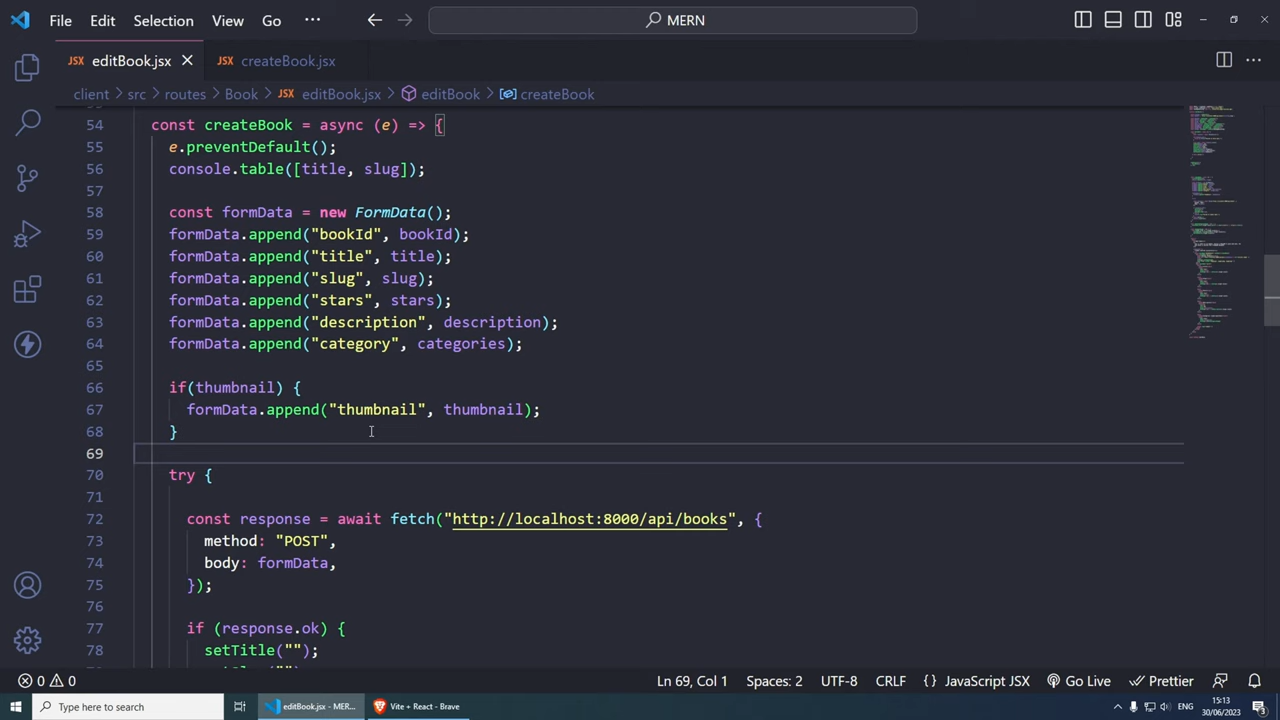 File Edit Selection View Go ··· MERN
JSX editBook.jsx JSX createBook.jsx
client > src > routes > Book > JSX editBook.jsx > editBook > createBook
54 const createBook = async (e) => {
55 e.preventDefault();
56 console.table([title, slug]);
57
58 const formData = new FormData();
59 formData.append("bookId", bookId);
60 formData.append("title", title);
61 formData.append("slug", slug);
62 formData.append("stars", stars);
63 formData.append("description", description);
64 formData.append("category", categories);
65
66 if(thumbnail) {
67 formData.append("thumbnail", thumbnail);
68 }
69
70 try {
71
72 const response = await fetch("http://localhost:8000/api/books", {
73 method: "POST",
74 body: formData,
75 });
76
77 if (response.ok) {
78 setTitle("");
0 0 Ln 69, Col 1 Spaces: 2 UTF-8 CRLF {} JavaScript JSX Go Live Prettier
Type here to search editBook.jsx - MER... Vite + React - Brave ENG 15:13
30/06/2023 3